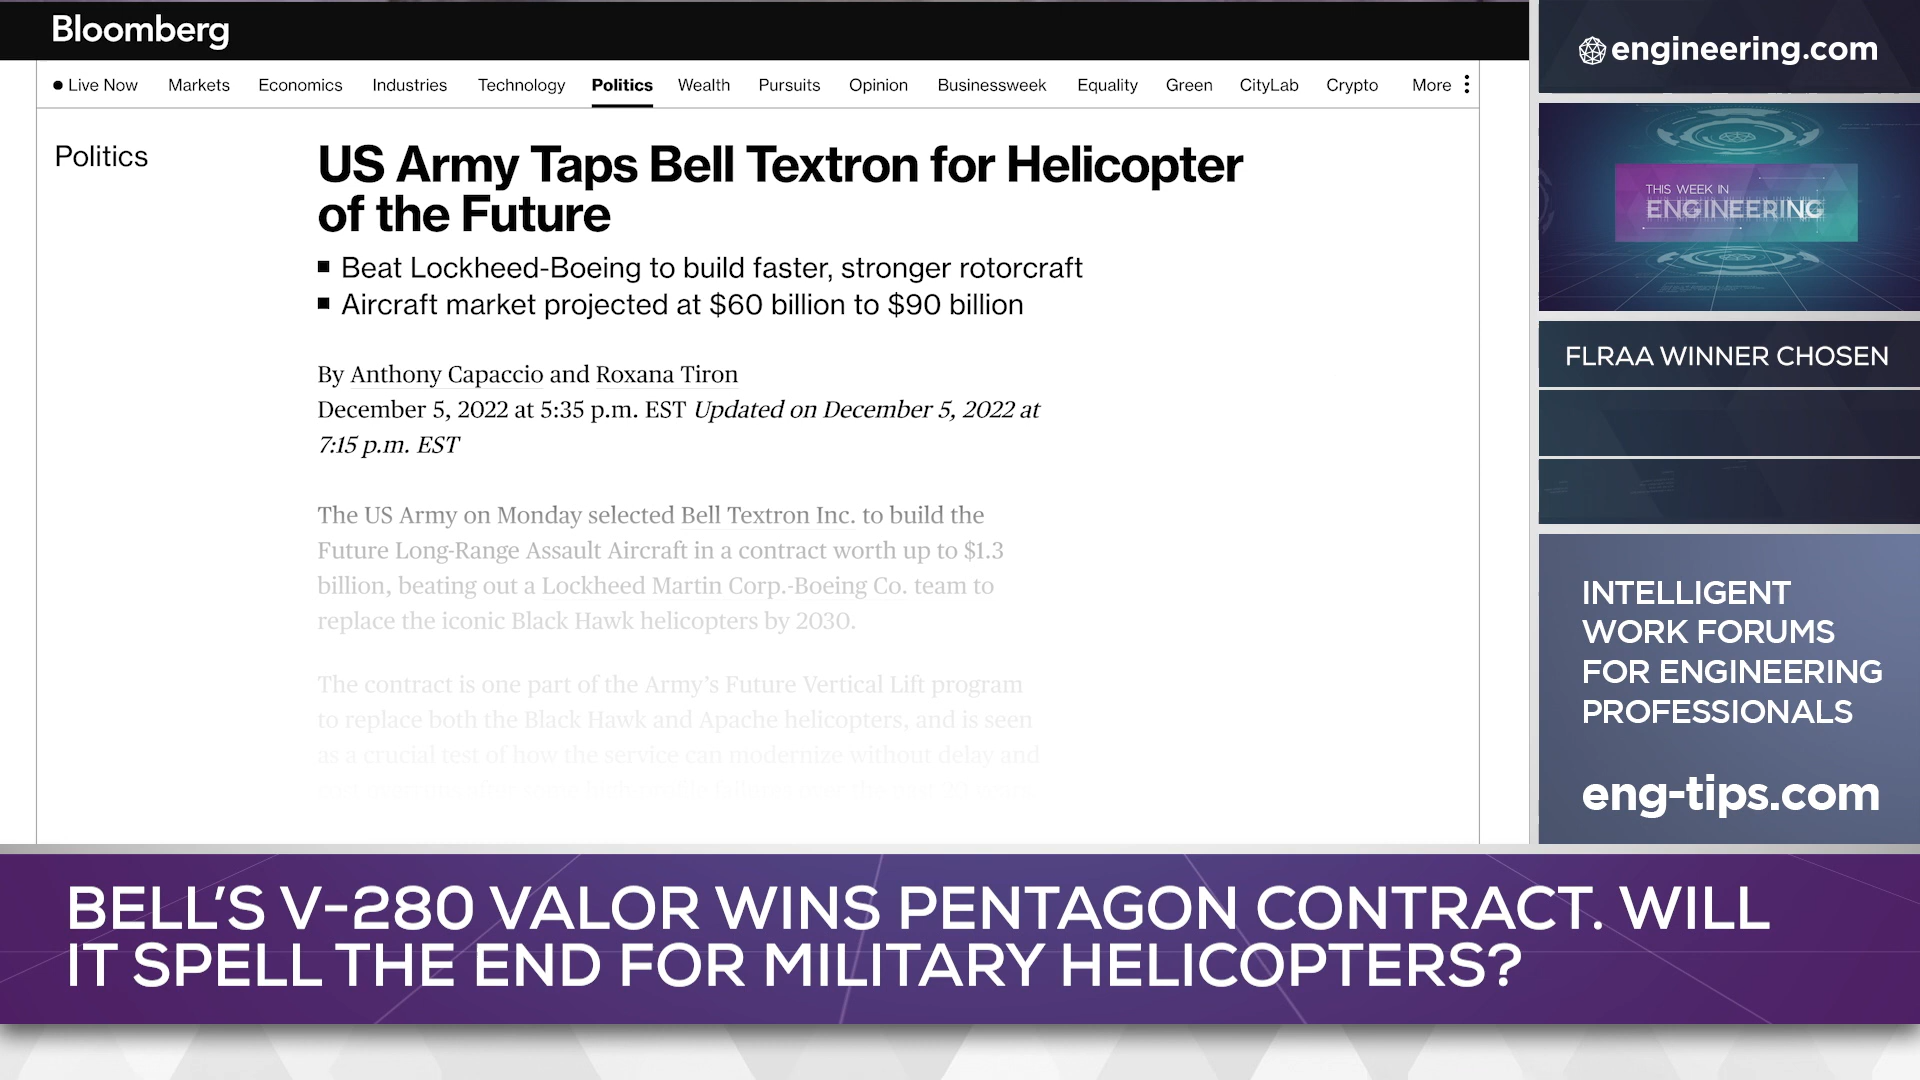 Bloomberg
Live Now Markets Economics Industries Technology Politics Wealth Pursuits Opinion Businessweek Equality Green CityLab Crypto More
Politics
US Army Taps Bell Textron for Helicopter
of the Future
Beat Lockheed-Boeing to build faster, stronger rotorcraft
Aircraft market projected at $60 billion to $90 billion
By Anthony Capaccio and Roxana Tiron
December 5, 2022 at 5:35 p.m. EST Updated on December 5, 2022 at
7:15 p.m. EST
The US Army on Monday selected Bell Textron Inc. to build the
Future Long-Range Assault Aircraft in a contract worth up to $1.3
billion, beating out a Lockheed Martin Corp.-Boeing Co. team to
replace the iconic Black Hawk helicopters by 2030.
The contract is one part of the Army's Future Vertical Lift program
to replace both the Black Hawk and Apache helicopters, and is seen
as a crucial test of how the service can modernize without delay and
engineering.com
THIS WEEK IN
ENGINEERING
FLRAA WINNER CHOSEN
INTELLIGENT
WORK FORUMS
FOR ENGINEERING
PROFESSIONALS
eng-tips.com
BELL'S V-280 VALOR WINS PENTAGON CONTRACT. WILL
IT SPELL THE END FOR MILITARY HELICOPTERS?